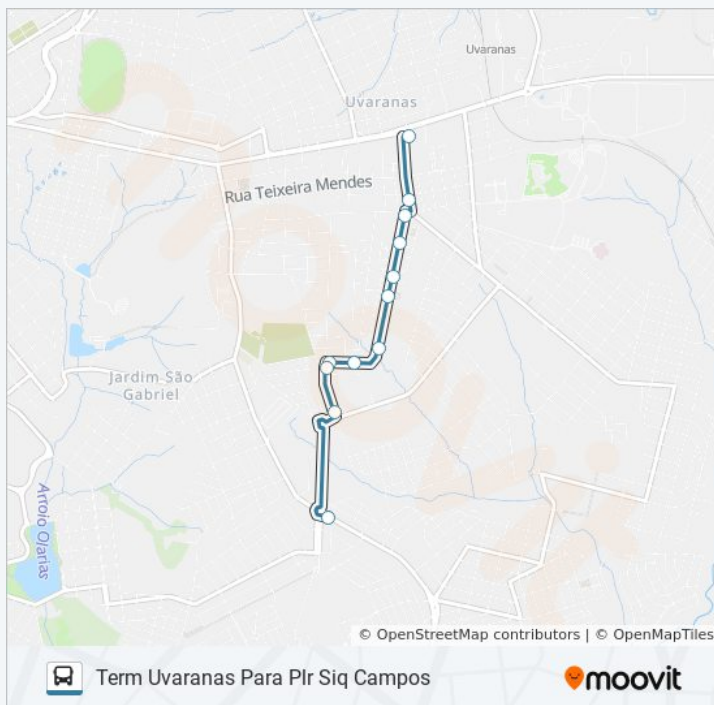 Uvaranas
Uvaranas
Rua Teixeira Mendes
Jardim São
Gabriel
Arroio Olarias
© OpenStreetMap contributors | © OpenMapTiles
Term Uvaranas Para Plr Siq Campos
moovit